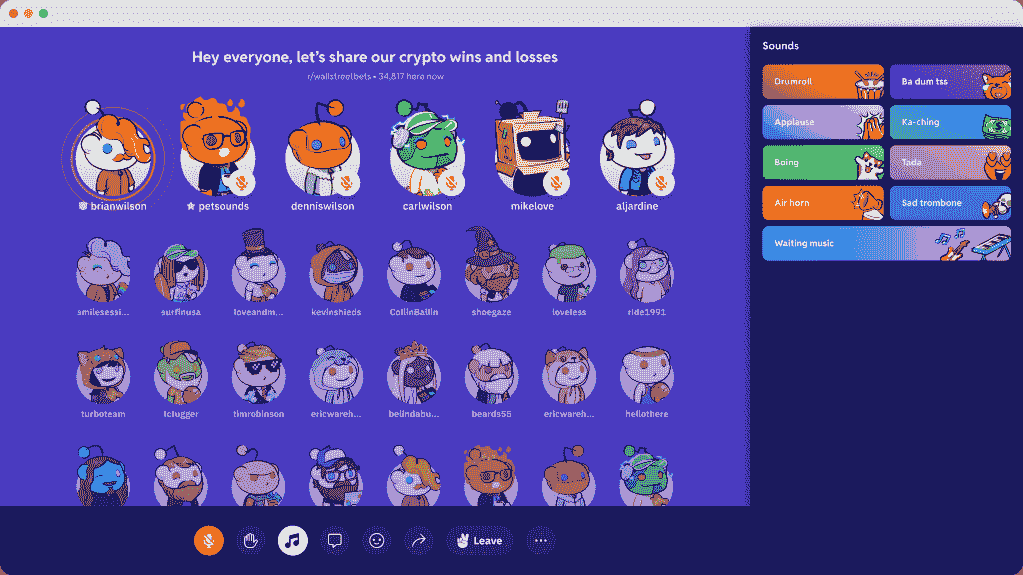 Hey everyone, let's share our crypto wins and losses
r/wallstreetbets • 34,817 here now
brianwilson petsounds denniswilson carlwilson mikelove aljardine
amilesessi... surfinusa loveandm... kevinshieds CollinBallin shoegaze loveless ride1991
turboteam tcfugger timrobinson ericwareh... belindabu... beards55 ericwareh... hellothere
Leave
Sounds
Drumroll Ba dum tss
Applause Ka-ching
Boing Tada
Air horn Sad trombone
Waiting music